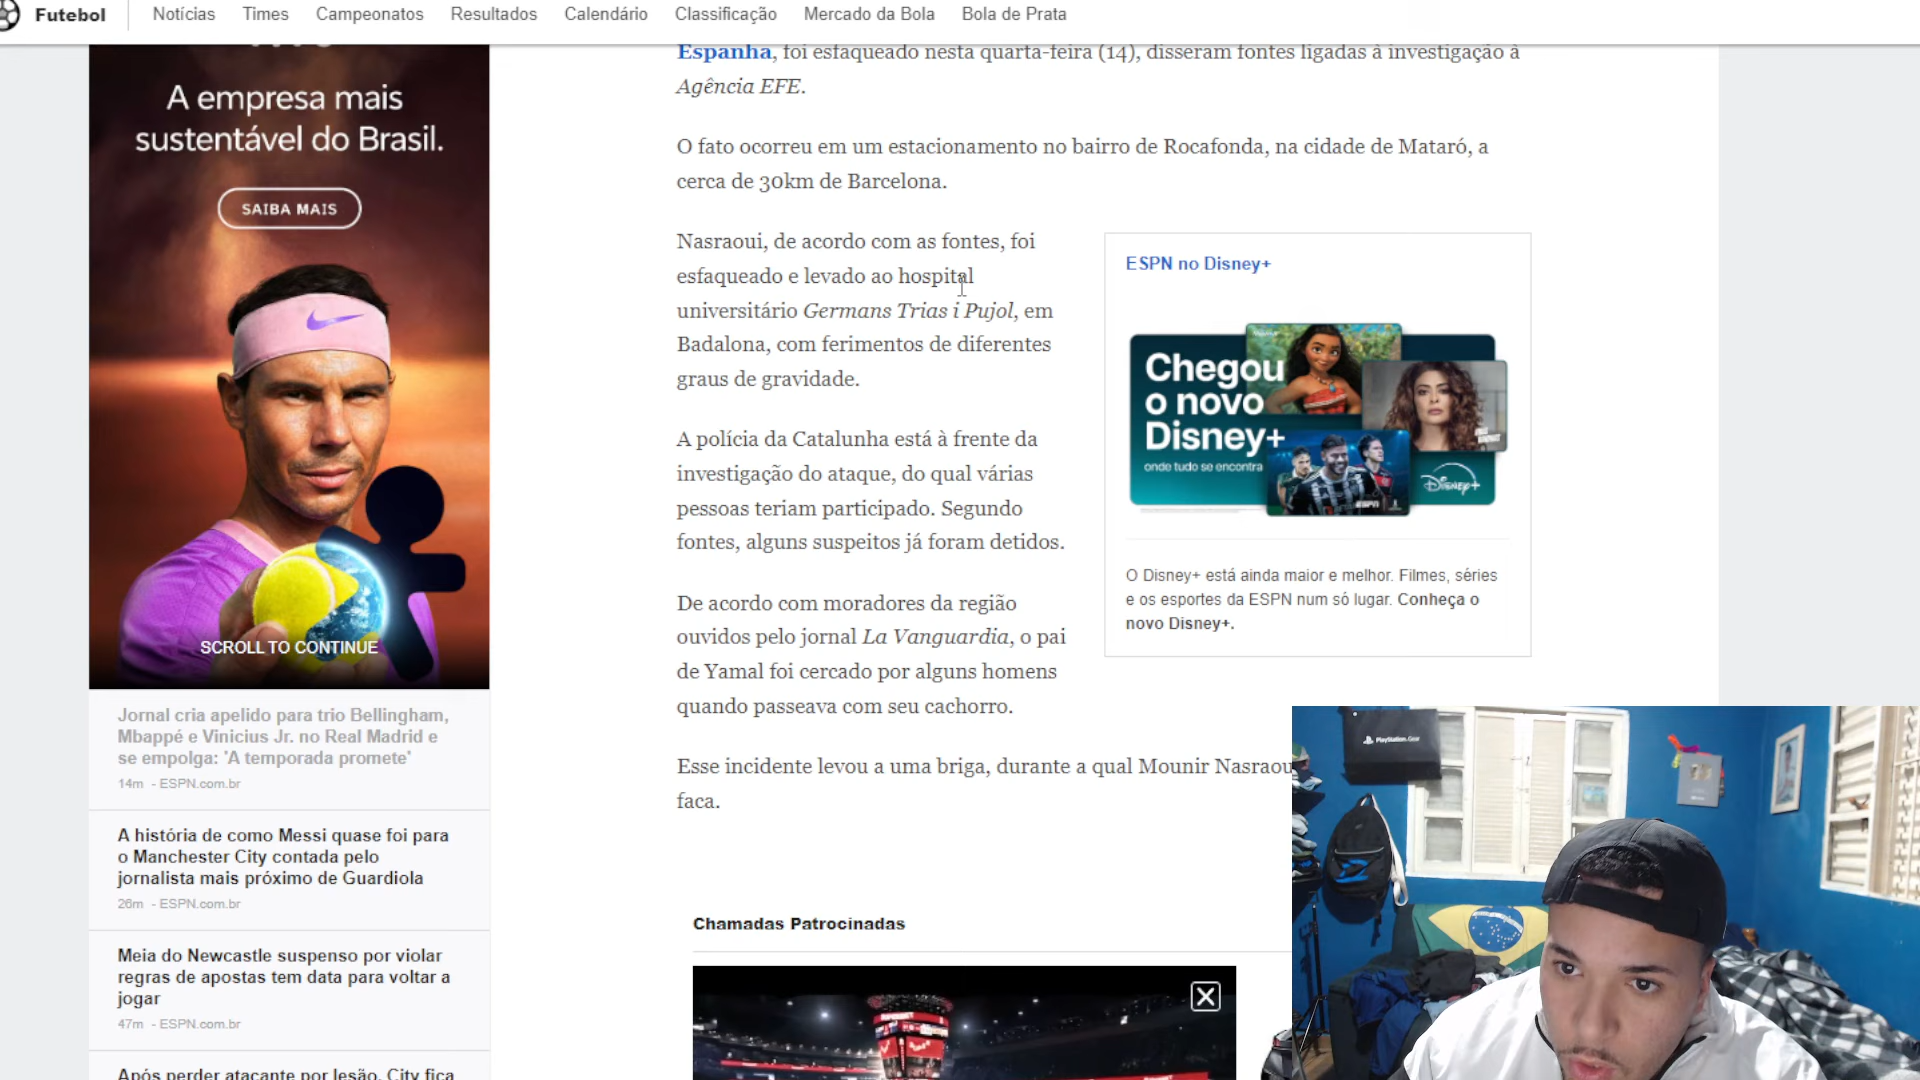 Futebol
Notícias
Times
Campeonatos
Resultados
Calendário
Classificação
Mercado da Bola
Bola de Prata
A empresa mais
sustentável do Brasil.
SAIBA MAIS
SCROLL TO CONTINUE
Jornal cria apelido para trio Bellingham,
Mbappé e Vinicius Jr. no Real Madrid e
se empolga: 'A temporada promete'
14m - ESPN.com.br
A história de como Messi quase foi para
o Manchester City contada pelo
jornalista mais próximo de Guardiola
26m - ESPN.com.br
Meia do Newcastle suspenso por violar
regras de apostas tem data para voltar a
jogar
47m - ESPN.com.br
Após perder atacante por lesão, City fica
Espanha, foi esfaqueado nesta quarta-feira (14), disseram fontes ligadas à investigação à
Agência EFE.
O fato ocorreu em um estacionamento no bairro de Rocafonda, na cidade de Mataró, a
cerca de 30km de Barcelona.
Nasraoui, de acordo com as fontes, foi
esfaqueado e levado ao hospital
universitário Germans Trias i Pujol, em
Badalona, com ferimentos de diferentes
graus de gravidade.
A polícia da Catalunha está à frente da
investigação do ataque, do qual várias
pessoas teriam participado. Segundo
fontes, alguns suspeitos já foram detidos.
De acordo com moradores da região
ouvidos pelo jornal La Vanguardia, o pai
de Yamal foi cercado por alguns homens
quando passeava com seu cachorro.
Esse incidente levou a uma briga, durante a qual Mounir Nasraou
faca.
ESPN no Disney+
Chegou
o novo
Disney+
onde tudo se encontra
Disney+
ESPN
O Disney+ está ainda maior e melhor. Filmes, séries
e os esportes da ESPN num só lugar. Conheça o
novo Disney+.
Chamadas Patrocinadas
PlayStation.Gear